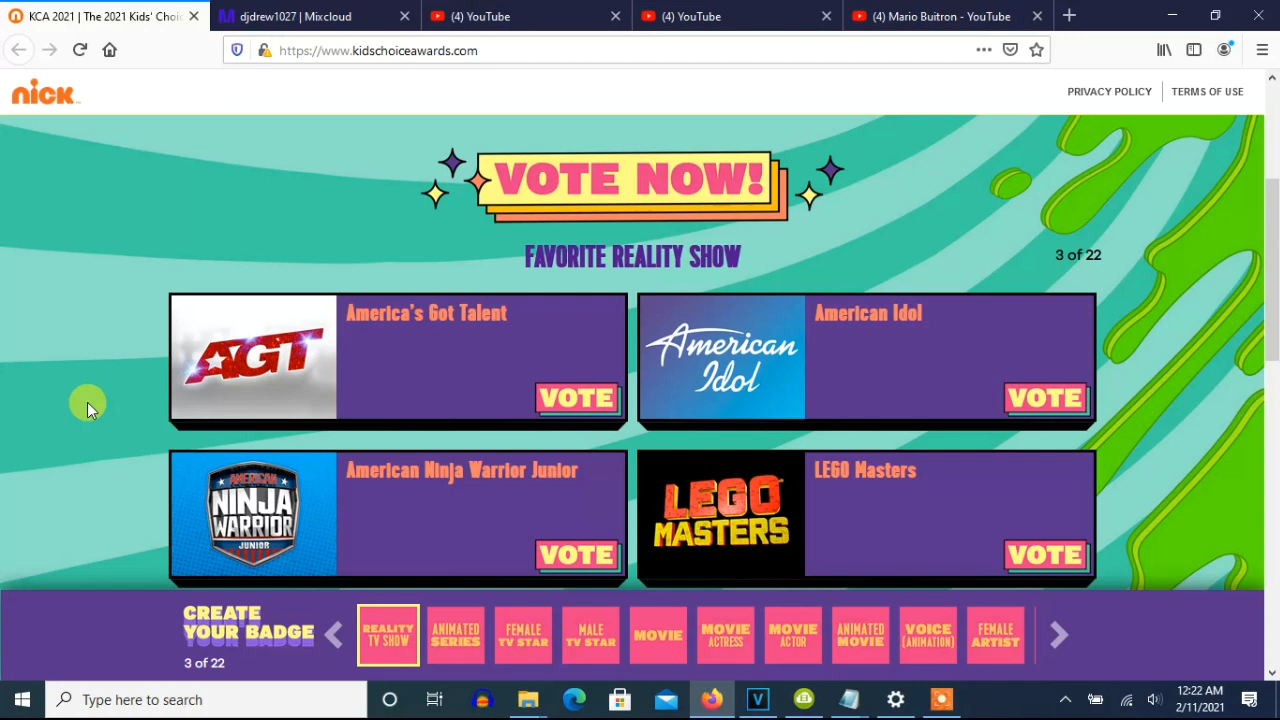 KCA 2021 | The 2021 Kids' Choi
djdrew1027 | Mixcloud
(4) YouTube
(4) YouTube
(4) Mario Buitron - YouTube
https://www.kidschoiceawards.com
nick
PRIVACY POLICY
TERMS OF USE
VOTE NOW!
FAVORITE REALITY SHOW
3 of 22
AGT
America's Got Talent
VOTE
American
Idol
American Idol
VOTE
AMERICAN
NINJA
WARRIOR
JUNIOR
American Ninja Warrior Junior
VOTE
LEGO
MASTERS
LEGO Masters
VOTE
CREATE
YOUR BADGE
3 of 22
REALITY
TV SHOW
ANIMATED
SERIES
FEMALE
TV STAR
MALE
TV STAR
MOVIE
MOVIE
ACTRESS
MOVIE
ACTOR
ANIMATED
MOVIE
VOICE
(ANIMATION)
FEMALE
ARTIST
Type here to search
12:22 AM
2/11/2021